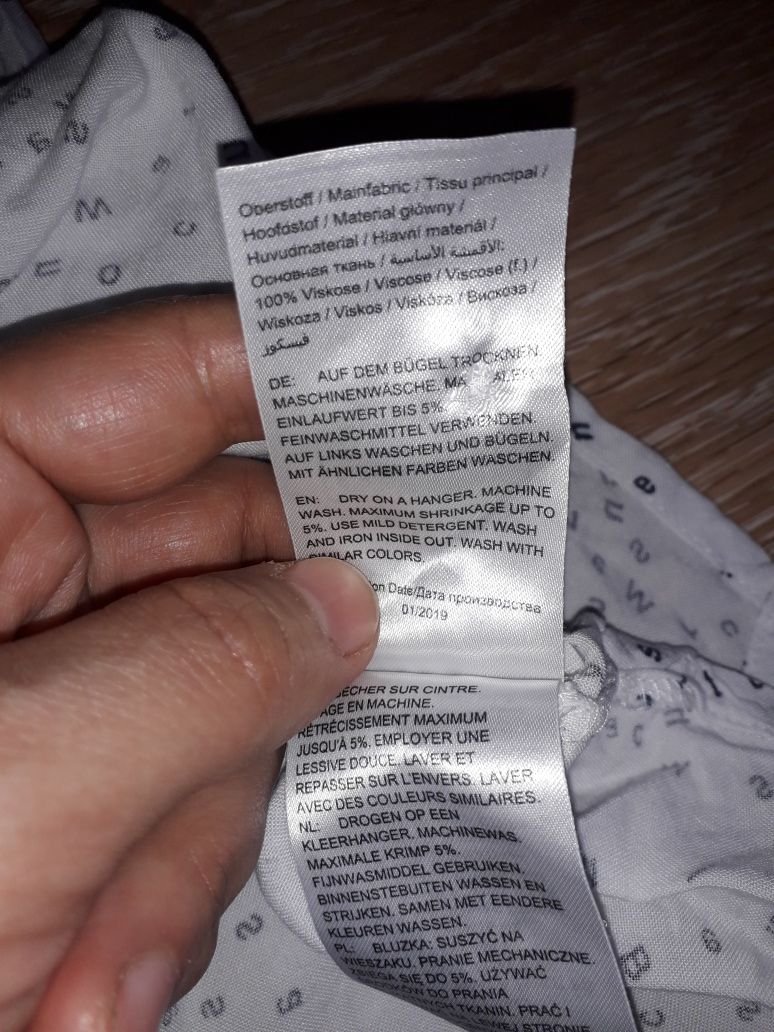 Oberstoff / Mainfabric / Tissu principal /
Hoofdstof / Materiał główny /
Huvudmaterial / Hlavní materiál /
Основная ткань / الأقمشة الأساسية:
100% Viskose / Viscose / Viscose (f.) /
Wiskoza / Viskos / Viskóza / Вискоза /
فيسكوز
DE: AUF DEM BÜGEL TROCKNEN.
MASCHINENWÄSCHE.
EINLAUFWERT BIS 5%.
FEINWASCHMITTEL VERWENDEN.
AUF LINKS WASCHEN UND BÜGELN.
MIT ÄHNLICHEN FARBEN WASCHEN.
EN: DRY ON A HANGER. MACHINE
WASH. MAXIMUM SHRINKAGE UP TO
5%. USE MILD DETERGENT. WASH
AND IRON INSIDE OUT. WASH WITH
SIMILAR COLORS.
Date/Дата производства
01/2019
SUR CINTRE.
EN MACHINE.
RÉTRÉCISSEMENT MAXIMUM
JUSQU'À 5%. EMPLOYER UNE
LESSIVE DOUCE. LAVER ET
REPASSER SUR L'ENVERS. LAVER
AVEC DES COULEURS SIMILAIRES.
NL: DROGEN OP EEN
KLEERHANGER. MACHINEWAS.
MAXIMALE KRIMP 5%.
FIJNWASMIDDEL GEBRUIKEN.
BINNENSTEBUITEN WASSEN EN
STRIJKEN. SAMEN MET EENDERE
KLEUREN WASSEN.
PL: BLUZKA: SUSZYĆ NA
WIESZAKU. PRANIE MECHANICZNE.
ZBIEGA SIĘ DO 5%. UŻYWAĆ
DO PRANIA
TKANIN. PRAĆ I
LEWEJ STRONIE